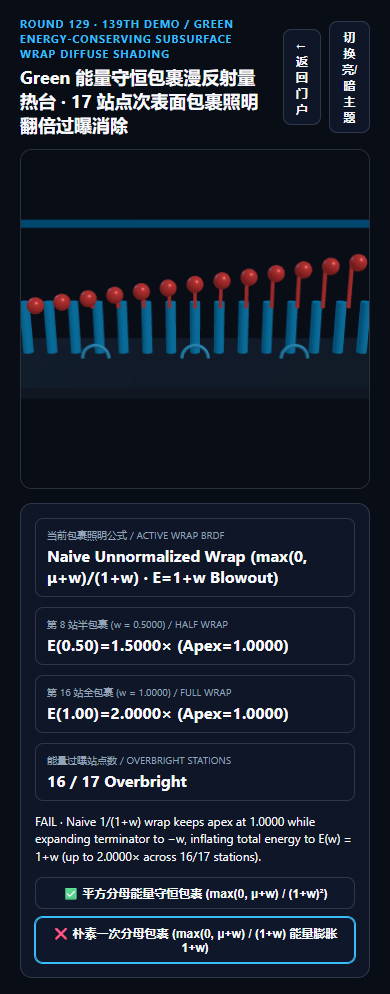 ROUND 129 · 139TH DEMO / GREEN
ENERGY-CONSERVING SUBSURFACE
WRAP DIFFUSE SHADING
Green 能量守恒包裹漫反射量
热台 · 17 站点次表面包裹照明
翻倍过曝消除
←
返
回
门
户
切
换
亮/
暗
主
题
当前包裹照明公式 / ACTIVE WRAP BRDF
Naive Unnormalized Wrap (max(0,
μ+w)/(1+w) · E=1+w Blowout)
第 8 站半包裹 (w = 0.5000) / HALF WRAP
E(0.50)=1.5000× (Apex=1.0000)
第 16 站全包裹 (w = 1.0000) / FULL WRAP
E(1.00)=2.0000× (Apex=1.0000)
能量过曝站点数 / OVERBRIGHT STATIONS
16 / 17 Overbright
FAIL · Naive 1/(1+w) wrap keeps apex at 1.0000 while
expanding terminator to −w, inflating total energy to E(w) =
1+w (up to 2.0000× across 16/17 stations).
✅ 平方分母能量守恒包裹 (max(0, μ+w) / (1+w)²)
❌ 朴素一次分母包裹 (max(0, μ+w) / (1+w) 能量膨胀
1+w)